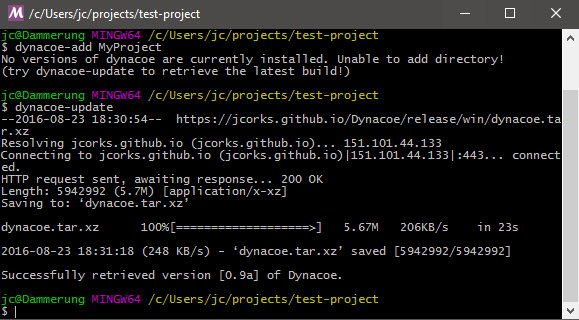 M /c/Users/jc/projects/test-project
jc@Dammerung MINGW64 /c/Users/jc/projects/test-project
$ dynacoe-add MyProject
No versions of dynacoe are currently installed. Unable to add directory!
(try dynacoe-update to retrieve the latest build!)
jc@Dammerung MINGW64 /c/Users/jc/projects/test-project
$ dynacoe-update
--2016-08-23 18:30:54--  https://jcorks.github.io/Dynacoe/release/win/dynacoe.ta
r.xz
Resolving jcorks.github.io (jcorks.github.io)... 151.101.44.133
Connecting to jcorks.github.io (jcorks.github.io)|151.101.44.133|:443... connect
ed.
HTTP request sent, awaiting response... 200 OK
Length: 5942992 (5.7M) [application/x-xz]
Saving to: ‘dynacoe.tar.xz’
dynacoe.tar.xz      100%[===================>]   5.67M   206KB/s    in 23s
2016-08-23 18:31:18 (248 KB/s) - ‘dynacoe.tar.xz’ saved [5942992/5942992]
Successfully retrieved version [0.9a] of Dynacoe.
jc@Dammerung MINGW64 /c/Users/jc/projects/test-project
$